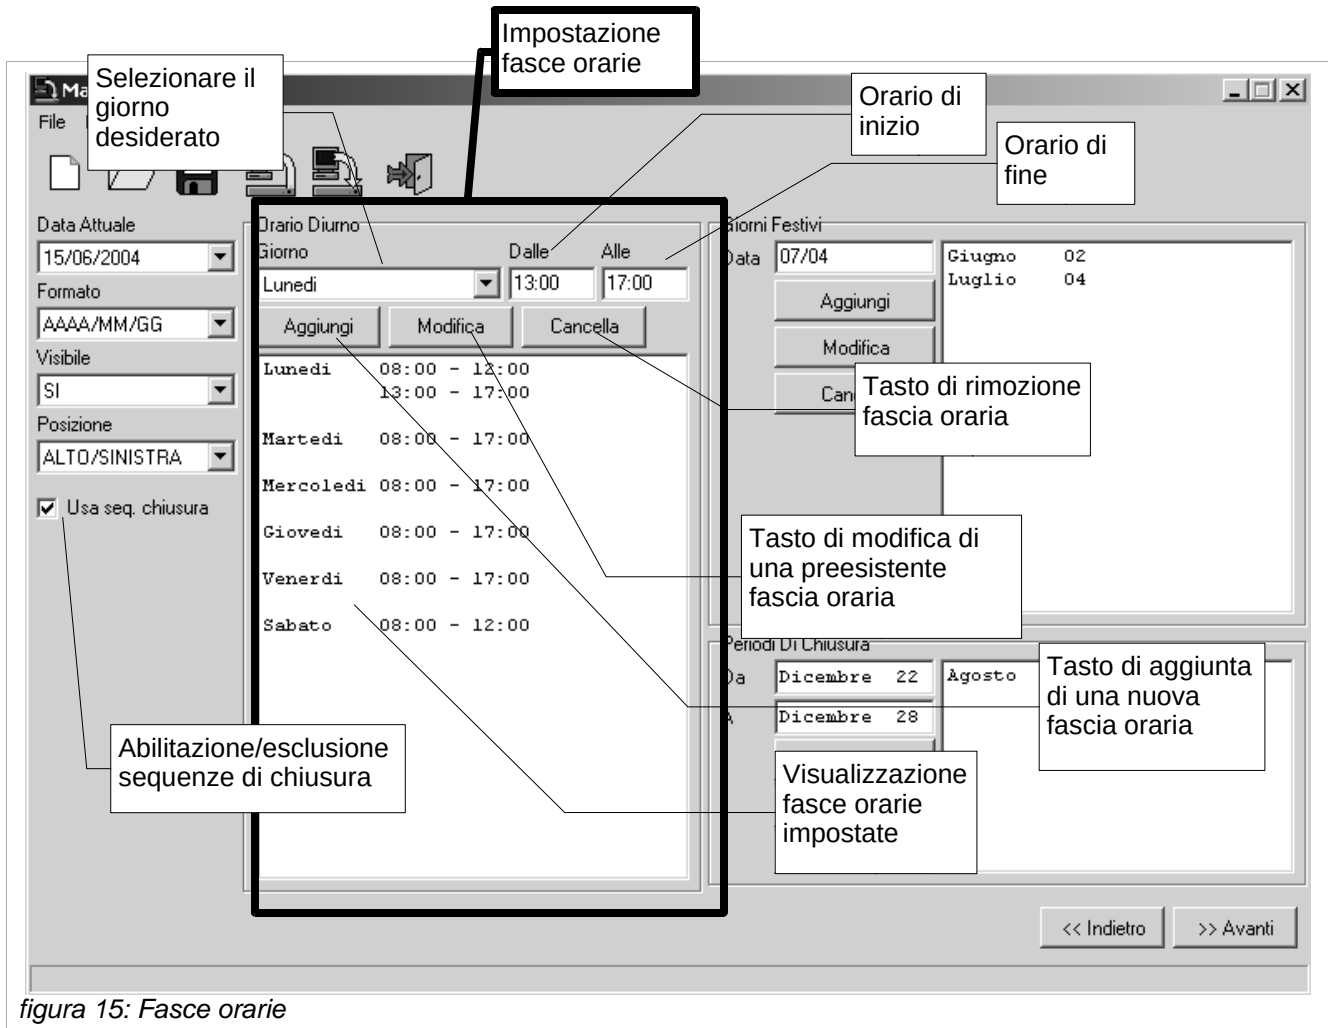 Impostazione
fasce orarie
Selezionare il
giorno
desiderato
Orario di
inizio
Orario di
fine
Ma
File
Data Attuale
15/06/2004
Formato
AAAA/MM/GG
Visibile
SI
Posizione
ALTO/SINISTRA
Usa seq. chiusura
Orario Diurno
Giorno Dalle Alle
Lunedi 13:00 17:00
Aggiungi Modifica Cancella
Lunedi 08:00 - 12:00
13:00 - 17:00
Martedi 08:00 - 17:00
Mercoledi 08:00 - 17:00
Giovedi 08:00 - 17:00
Venerdi 08:00 - 17:00
Sabato 08:00 - 12:00
Giorni Festivi
Data 07/04
Aggiungi
Modifica
Can
Giugno 02
Luglio 04
Tasto di rimozione
fascia oraria
Tasto di modifica di
una preesistente
fascia oraria
Periodi Di Chiusura
Da Dicembre 22
A Dicembre 28
Agosto
Tasto di aggiunta
di una nuova
fascia oraria
Abilitazione/esclusione
sequenze di chiusura
Visualizzazione
fasce orarie
impostate
<< Indietro >> Avanti
figura 15: Fasce orarie